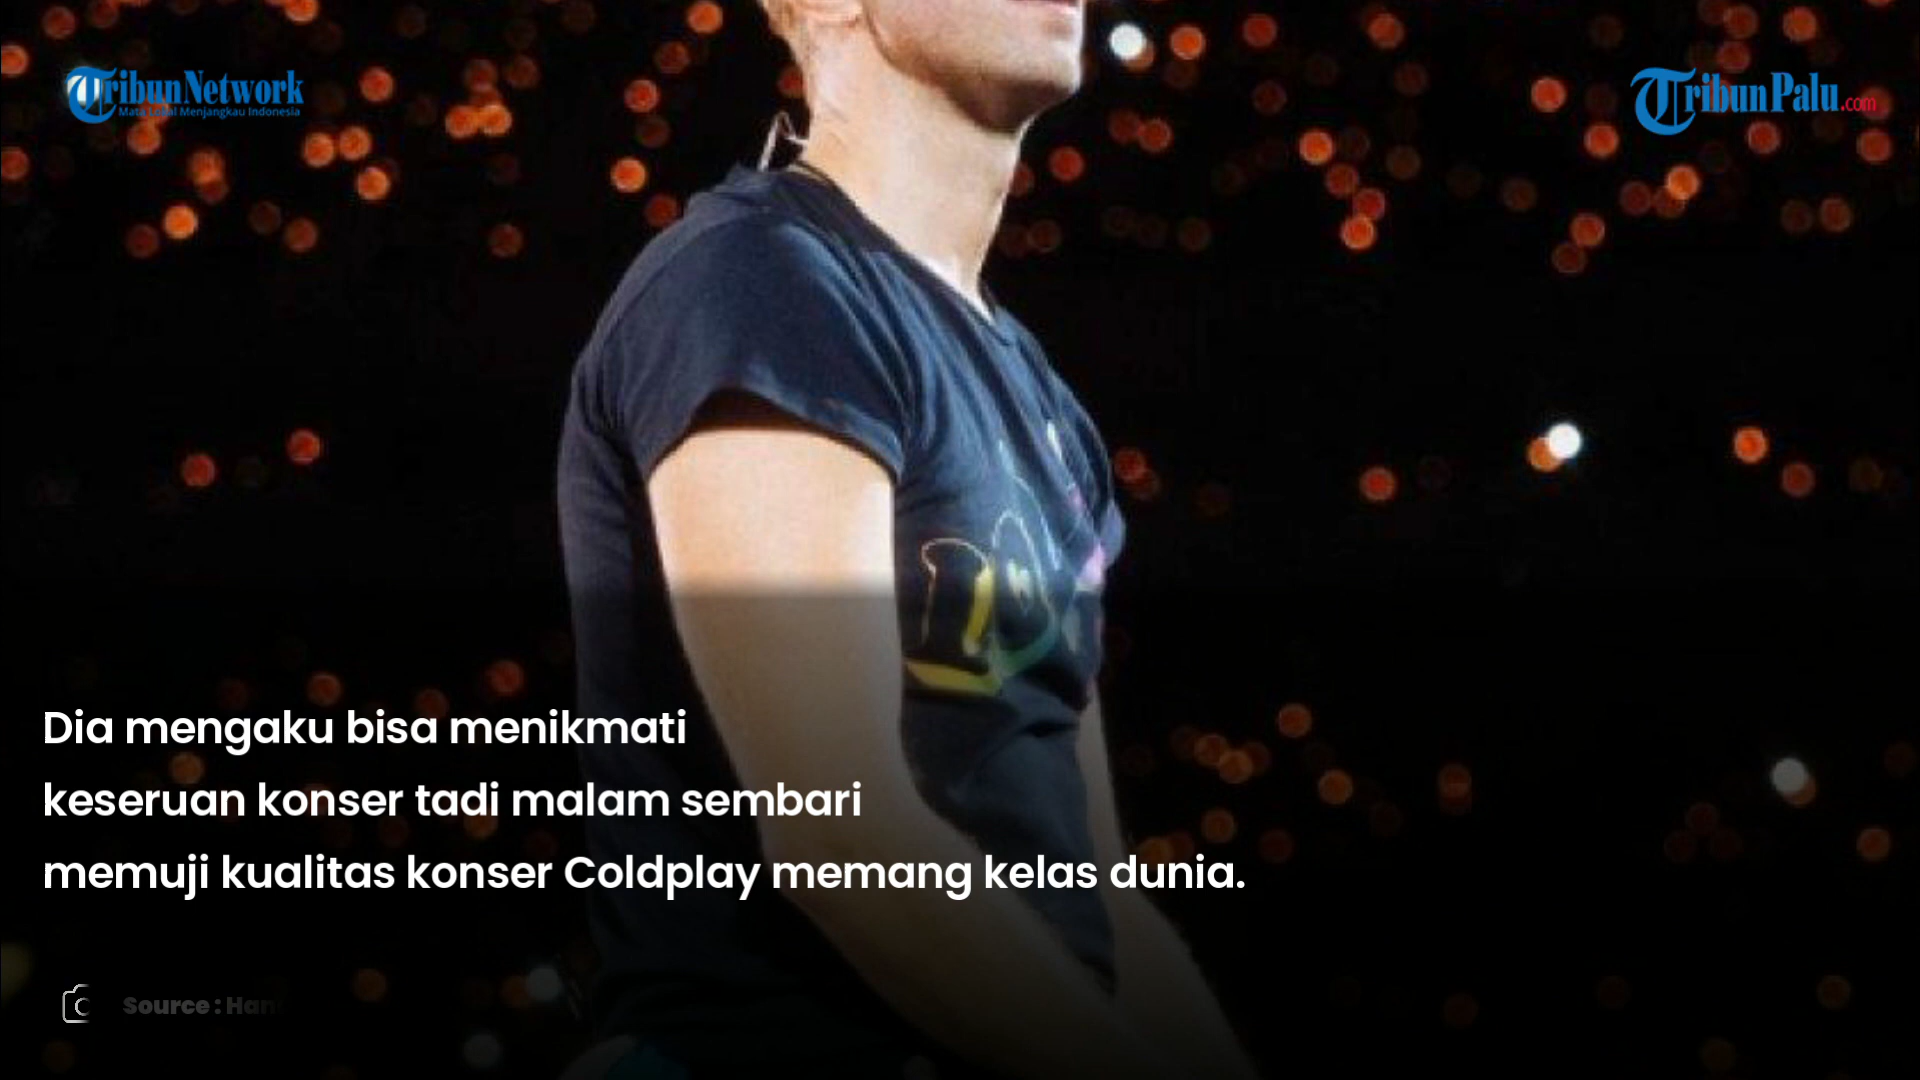 TribunNetwork
Mata Lokal Menjangkau Indonesia
TribunPalu.com
Dia mengaku bisa menikmati
keseruan konser tadi malam sembari
memuji kualitas konser Coldplay memang kelas dunia.
Source :